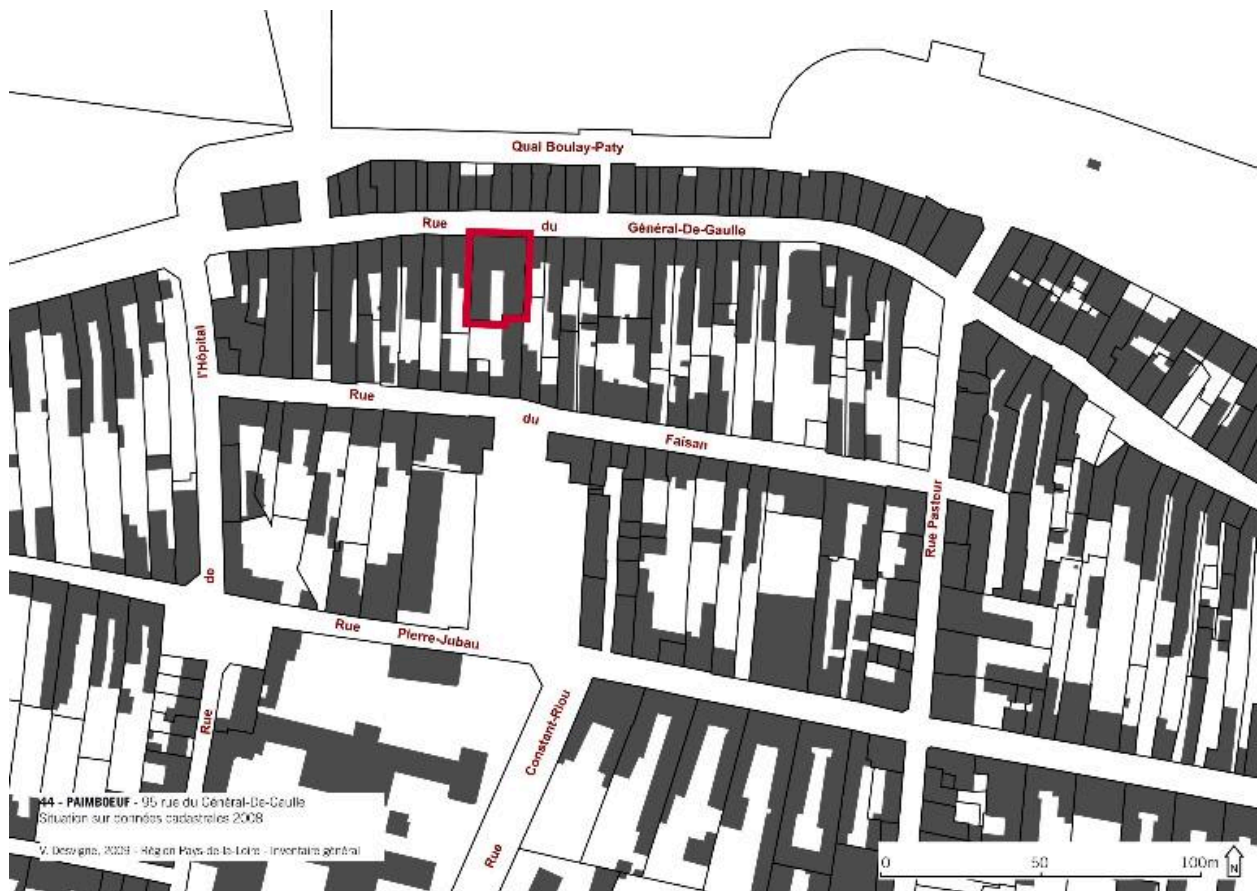 Quai Boulay-Paty
Rue du Général-De-Gaulle
Rue de l'Hôpital
Rue du Faisan
Rue Pasteur
Rue Pierre-Jubau
Rue Constant-Riou
44 - PAIMBOEUF - 95 rue du Général-De-Gaulle
Situation sur données cadastrales 2008
V. Desvigne, 2009 - Région Pays-de-la-Loire - Inventaire général
0 50 100m
N